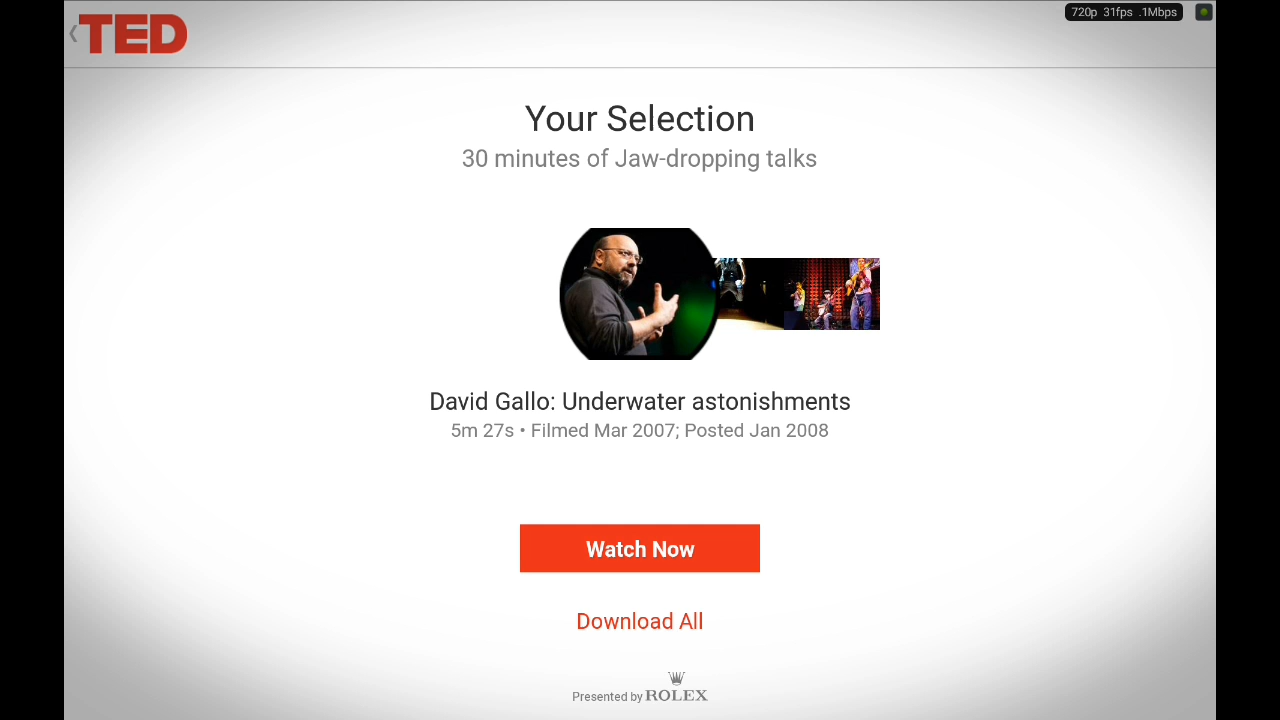 TED
720p 31fps .1Mbps
Your Selection
30 minutes of Jaw-dropping talks
David Gallo: Underwater astonishments
5m 27s • Filmed Mar 2007; Posted Jan 2008
Watch Now
Download All
Presented by ROLEX